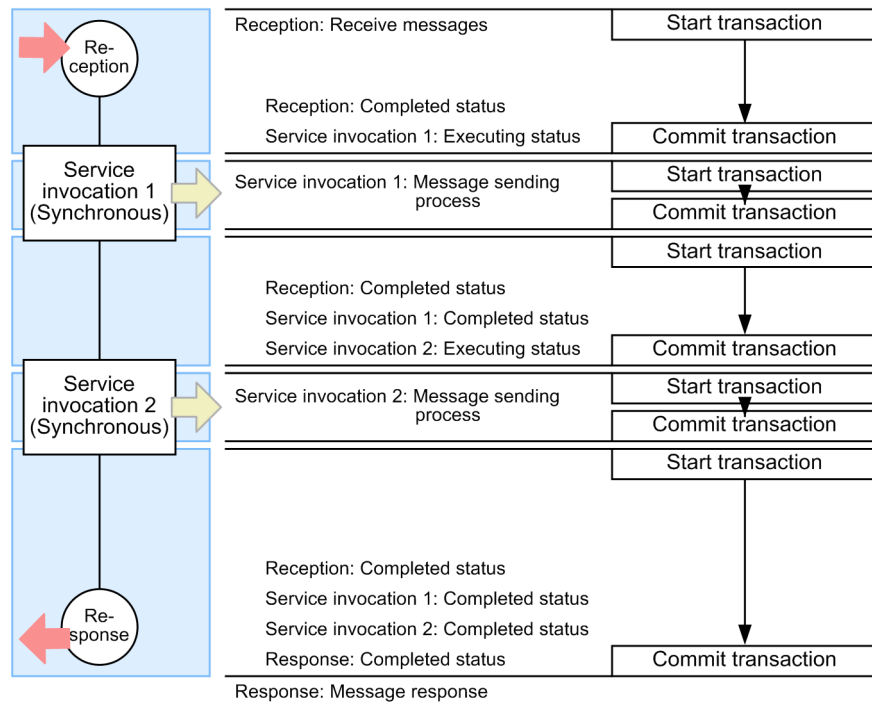 Reception: Receive messages
Start transaction
Re-
ception
Reception: Completed status
Service invocation 1: Executing status
Commit transaction
Service
invocation 1
(Synchronous)
Service invocation 1: Message sending
process
Start transaction
Commit transaction
Start transaction
Reception: Completed status
Service invocation 1: Completed status
Service invocation 2: Executing status
Commit transaction
Service
invocation 2
(Synchronous)
Service invocation 2: Message sending
process
Start transaction
Commit transaction
Start transaction
Reception: Completed status
Service invocation 1: Completed status
Service invocation 2: Completed status
Response: Completed status
Commit transaction
Re-
sponse
Response: Message response